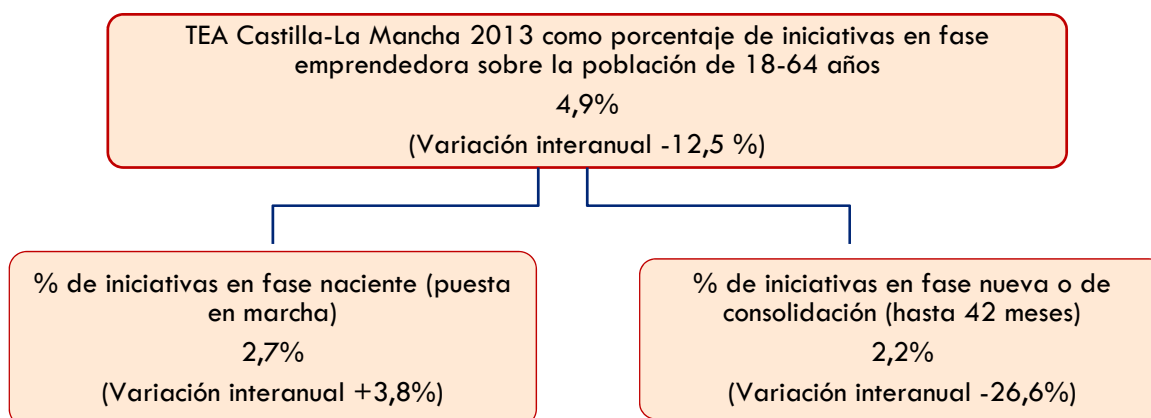 TEA Castilla-La Mancha 2013 como porcentaje de iniciativas en fase
emprendedora sobre la población de 18-64 años
4,9%
(Variación interanual -12,5 %)
% de iniciativas en fase naciente (puesta
en marcha)
2,7%
(Variación interanual +3,8%)
% de iniciativas en fase nueva o de
consolidación (hasta 42 meses)
2,2%
(Variación interanual -26,6%)